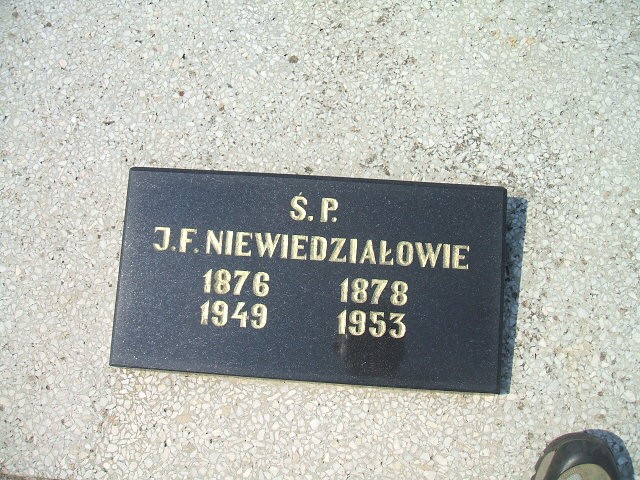 Ś. P.
J. F. NIEWIEDZIAŁOWIE
1876 1878
1949 1953